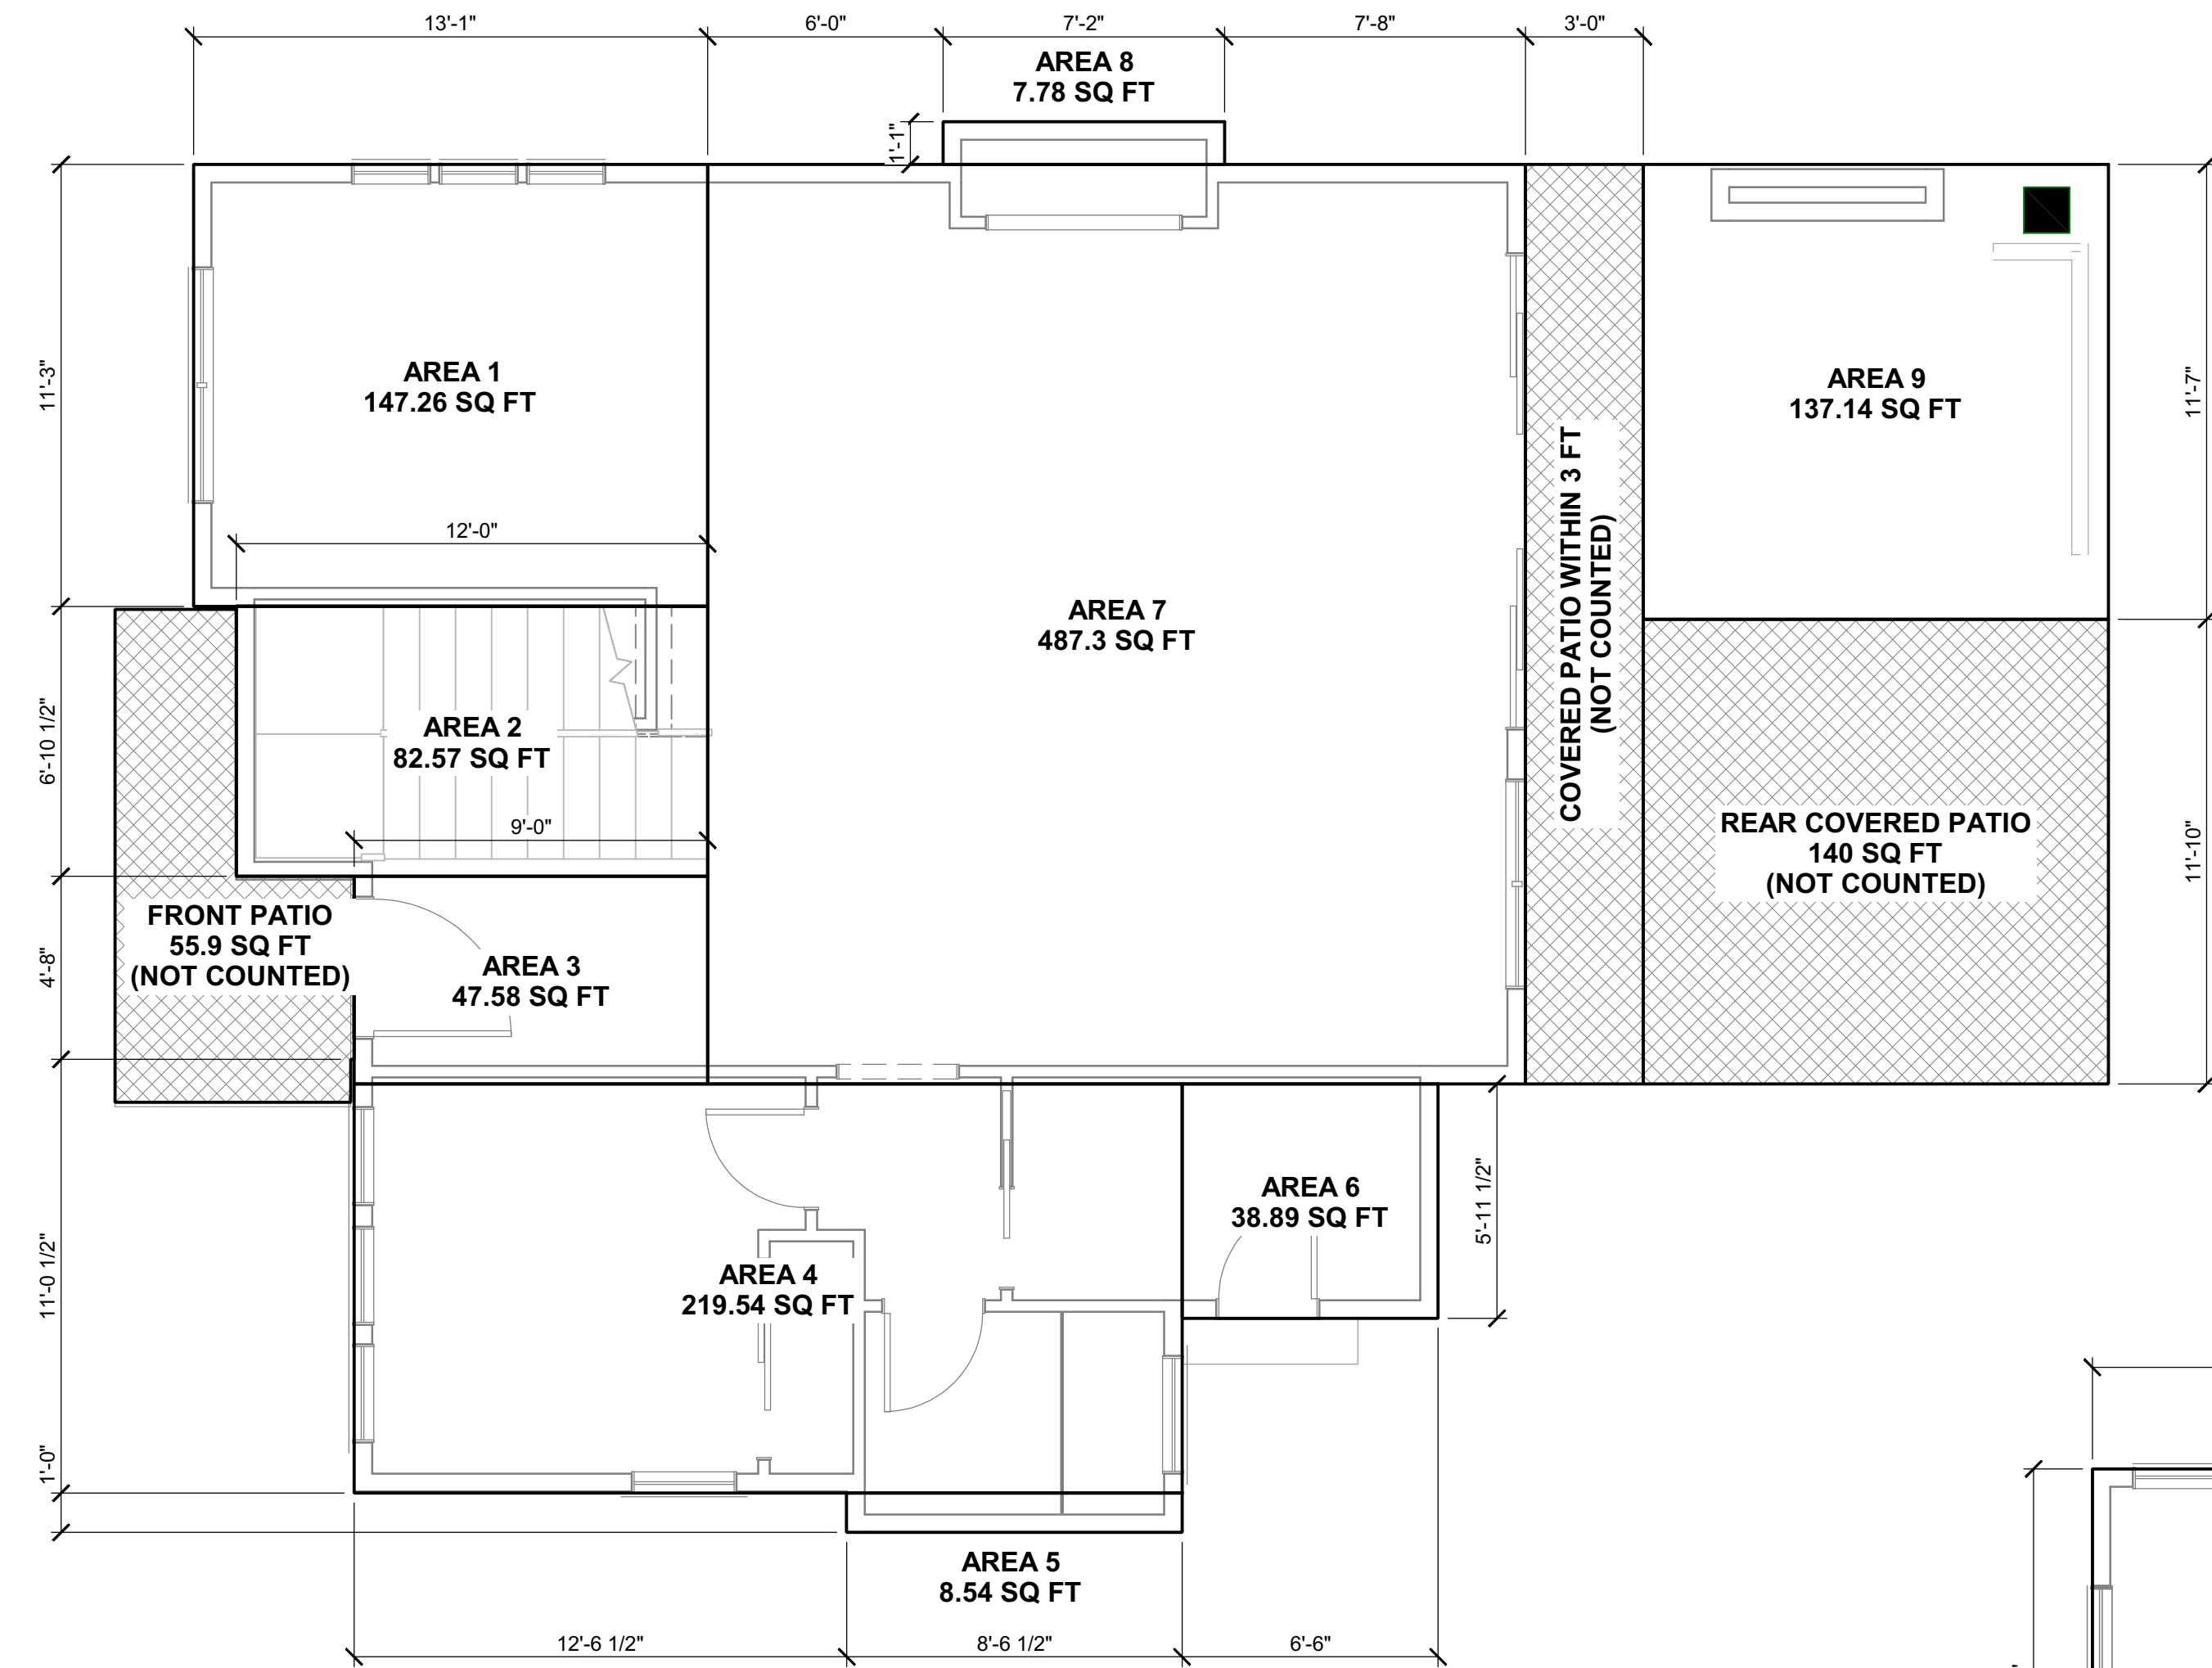 13'-1"
6'-0"
7'-2"
7'-8"
3'-0"
AREA 8
7.78 SQ FT
1'-1"
11'-3"
AREA 1
147.26 SQ FT
12'-0"
AREA 7
487.3 SQ FT
COVERED PATIO WITHIN 3 FT
(NOT COUNTED)
AREA 9
137.14 SQ FT
11'-7"
6'-10 1/2"
AREA 2
82.57 SQ FT
9'-0"
REAR COVERED PATIO
140 SQ FT
(NOT COUNTED)
11'-10"
FRONT PATIO
55.9 SQ FT
(NOT COUNTED)
4'-8"
AREA 3
47.58 SQ FT
11'-0 1/2"
AREA 4
219.54 SQ FT
AREA 6
38.89 SQ FT
5'-11 1/2"
1'-0"
AREA 5
8.54 SQ FT
12'-6 1/2"
8'-6 1/2"
6'-6"